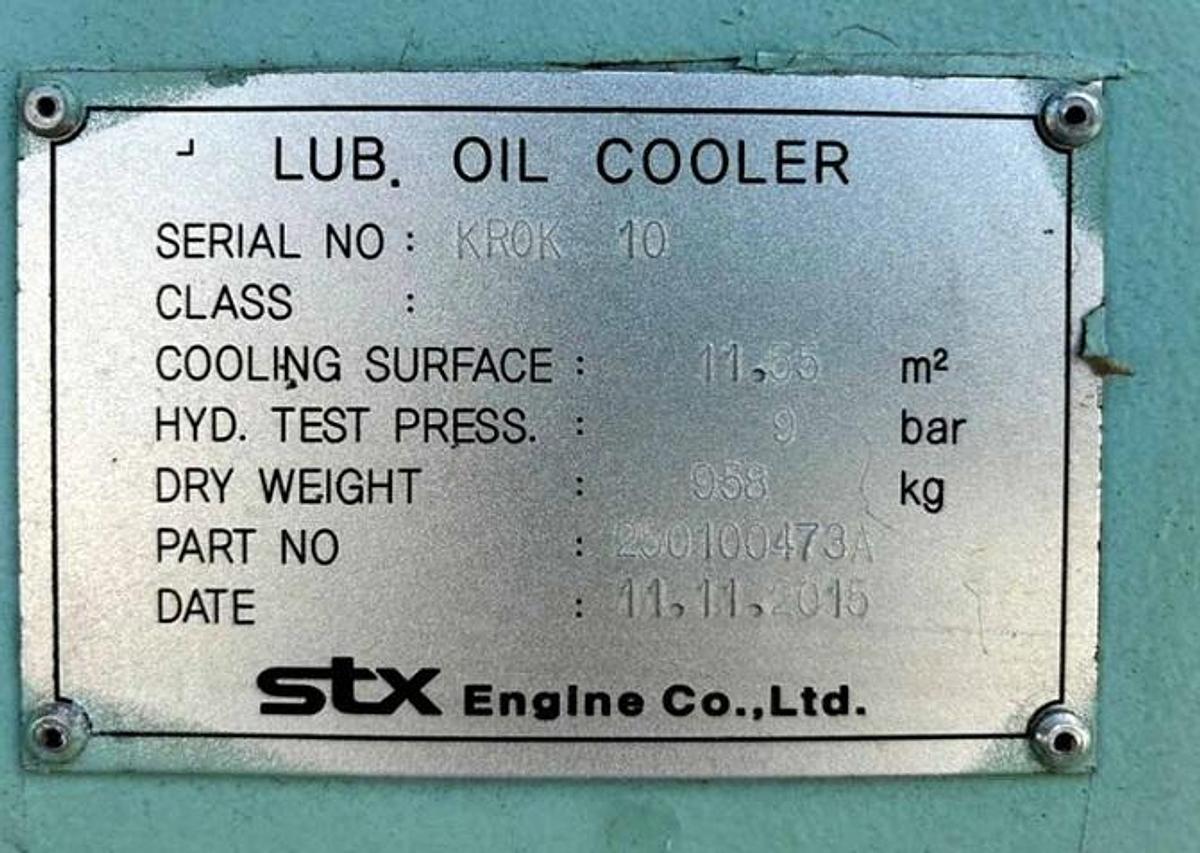 LUB. OIL COOLER
SERIAL NO : KROK 10
CLASS :
COOLING SURFACE : 11.55 m²
HYD. TEST PRESS. : 9 bar
DRY WEIGHT : 958 kg
PART NO : 250100473A
DATE : 11.11.2015
stx Engine Co.,Ltd.